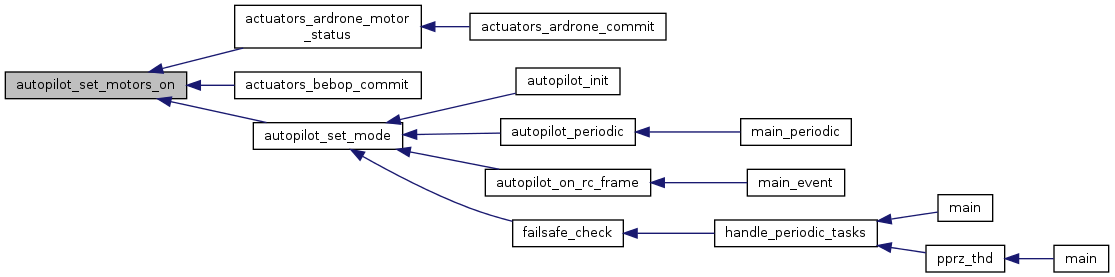 actuators_ardrone_motor
_status
actuators_ardrone_commit
autopilot_set_motors_on
actuators_bebop_commit
autopilot_init
autopilot_set_mode
autopilot_periodic
main_periodic
autopilot_on_rc_frame
main_event
main
failsafe_check
handle_periodic_tasks
pprz_thd
main